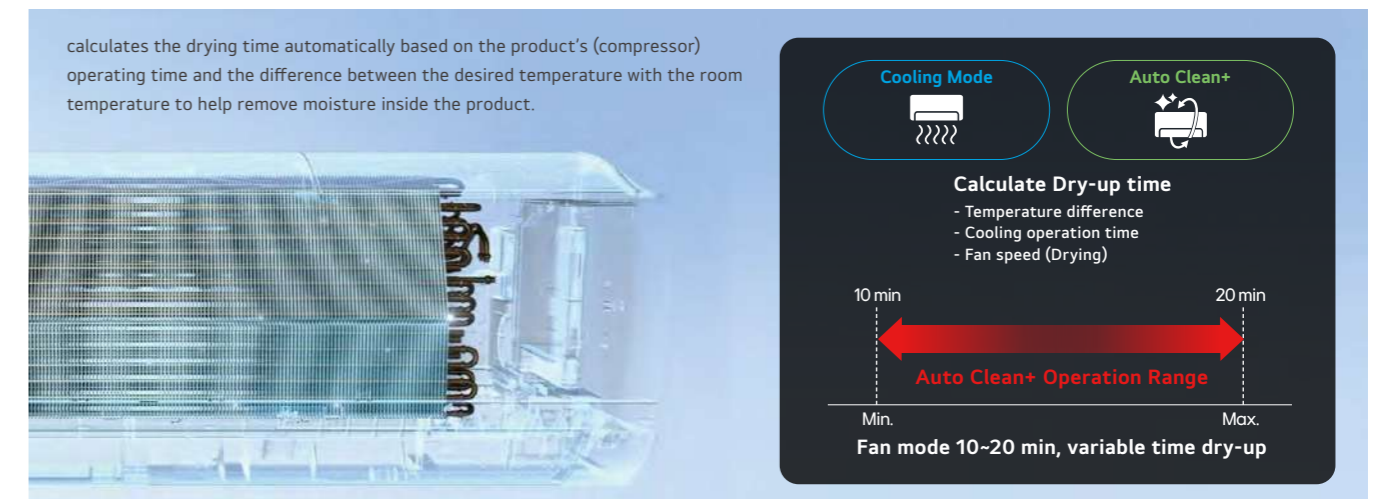 calculates the drying time automatically based on the product's (compressor)
operating time and the difference between the desired temperature with the room
temperature to help remove moisture inside the product.
Cooling Mode
Auto Clean+
Calculate Dry-up time
- Temperature difference
- Cooling operation time
- Fan speed (Drying)
10 min
20 min
Auto Clean+ Operation Range
Min.
Max.
Fan mode 10~20 min, variable time dry-up